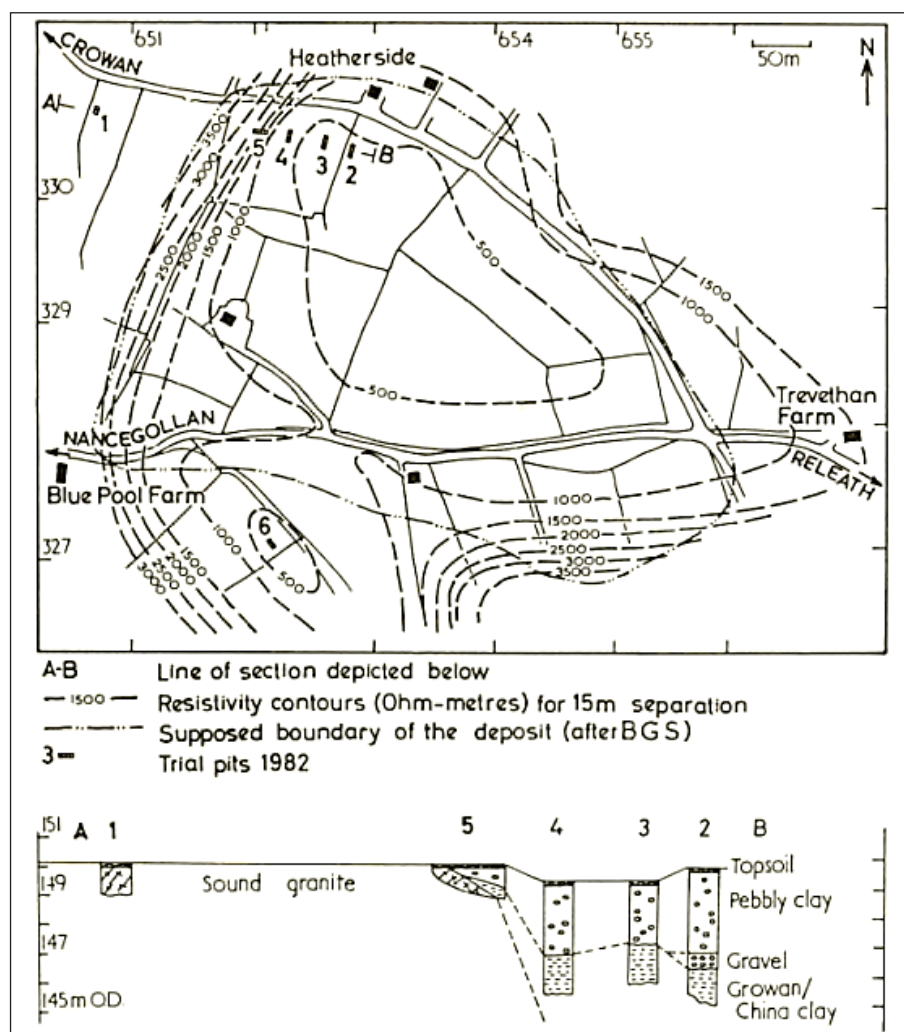 651
654
655
50m
N
CROWAN
Heatherside
A
1
5
4
3
2
B
3500
3000
2500
2000
1500
1000
330
500
329
1500
1000
500
Trevethan
Farm
NANCEGOLLAN
RELEATH
Blue Pool Farm
1000
1500
2000
2500
3000
3500
6
1000
500
327
1500
2000
2500
3000
A-B Line of section depicted below
1500 Resistivity contours (Ohm-metres) for 15m separation
Supposed boundary of the deposit (after BGS)
3 Trial pits 1982
151 A 1 5 4 3 2 B
Topsoil
149 Sound granite Pebbly clay
147
Gravel
Growan/
China clay
145m OD.